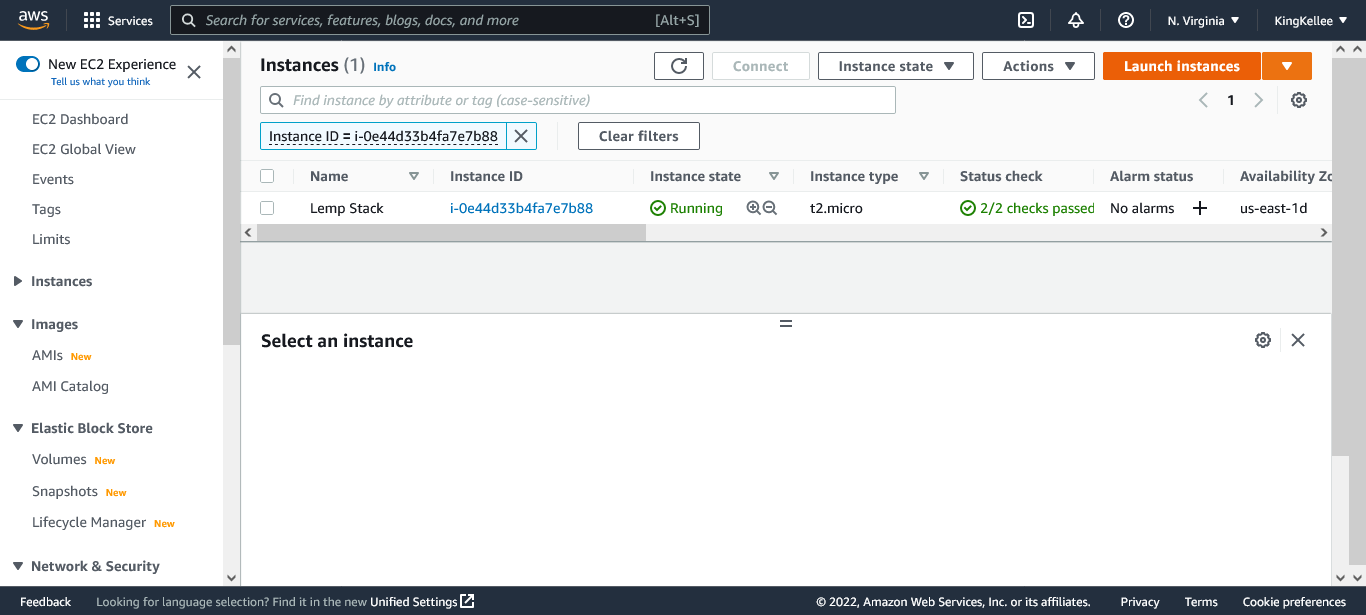 aws Services Search for services, features, blogs, docs, and more [Alt+S] N. Virginia KingKellee
New EC2 Experience
Tell us what you think
EC2 Dashboard
EC2 Global View
Events
Tags
Limits
Instances
Images
AMIs New
AMI Catalog
Elastic Block Store
Volumes New
Snapshots New
Lifecycle Manager New
Network & Security
Instances (1) Info Connect Instance state Actions Launch instances
Find instance by attribute or tag (case-sensitive) 1
Instance ID = i-0e44d33b4fa7e7b88 Clear filters
Name Instance ID Instance state Instance type Status check Alarm status Availability Zo
Lemp Stack i-0e44d33b4fa7e7b88 Running t2.micro 2/2 checks passed No alarms us-east-1d
Select an instance
Feedback Looking for language selection? Find it in the new Unified Settings © 2022, Amazon Web Services, Inc. or its affiliates. Privacy Terms Cookie preferences